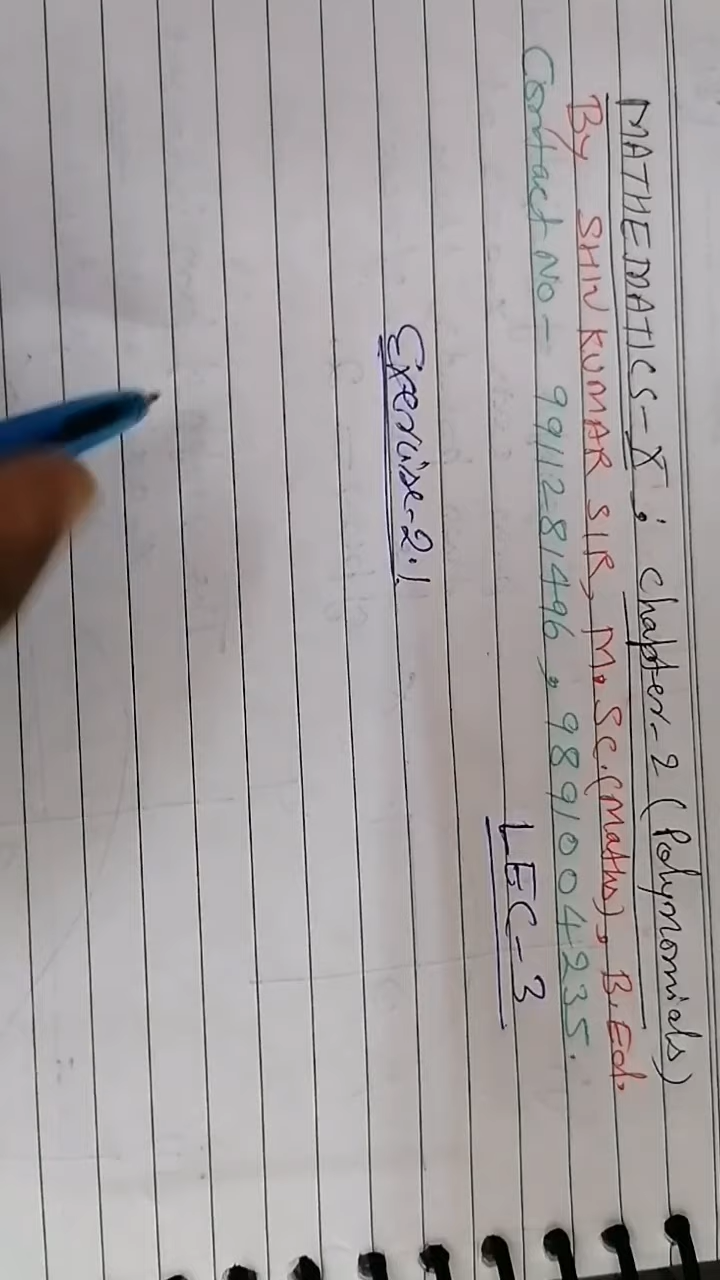 MATHEMATICS-X : Chapter-2 (Polynomials)
By SHIV KUMAR SIR, M.Sc.(Maths), B.Ed.
Contact No- 9911281496, 9891004235.
LEC-3
Exercise-2.1